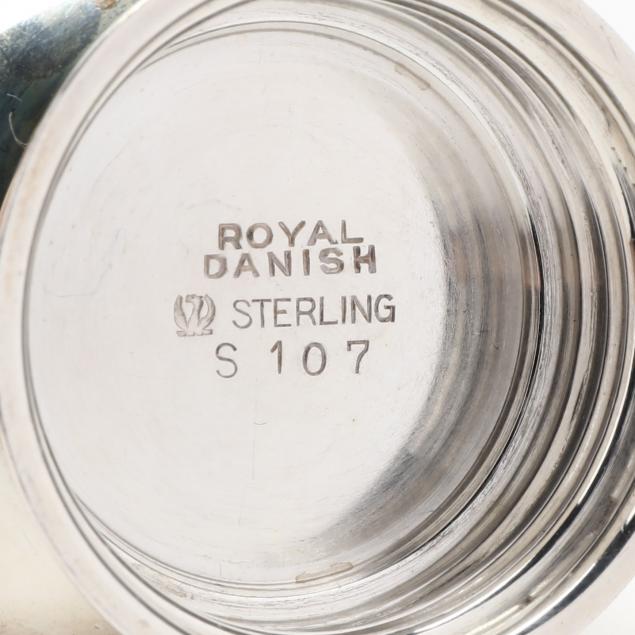 ROYAL
DANISH
STERLING
S 107